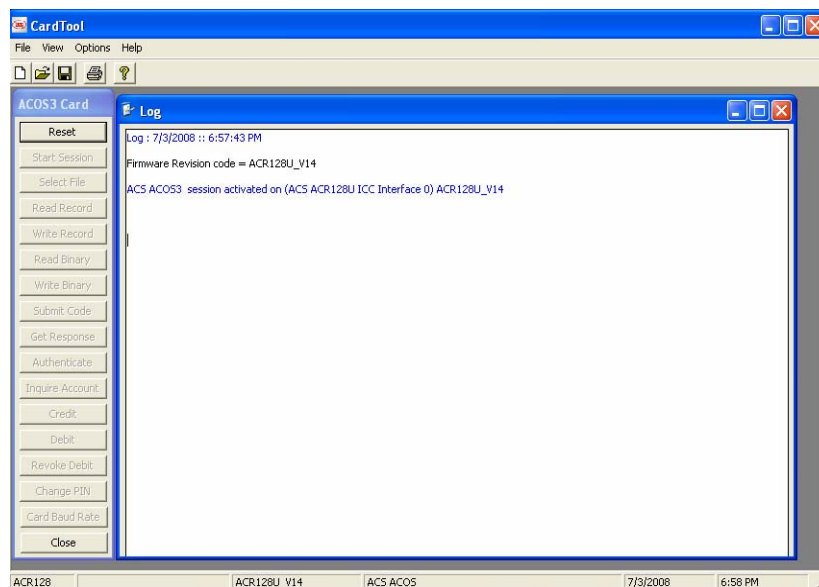 CardTool
File View Options Help
ACOS3 Card
Reset
Start Session
Select File
Read Record
Write Record
Read Binary
Write Binary
Submit Code
Get Response
Authenticate
Inquire Account
Credit
Debit
Revoke Debit
Change PIN
Card Baud Rate
Close
Log
Log : 7/3/2008 :: 6:57:43 PM
Firmware Revision code = ACR128U_V14
ACS ACOS3 session activated on (ACS ACR128U ICC Interface 0) ACR128U_V14
ACR128 ACR128U_V14 ACS ACOS 7/3/2008 6:58 PM